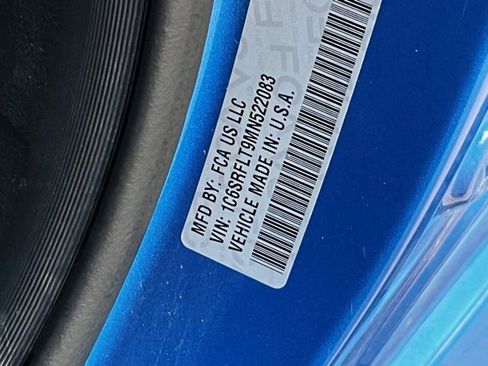 MFD BY: FCA US LLC
VIN: 1C6SRFLT9MN522083
VEHICLE MADE IN: U.S.A.